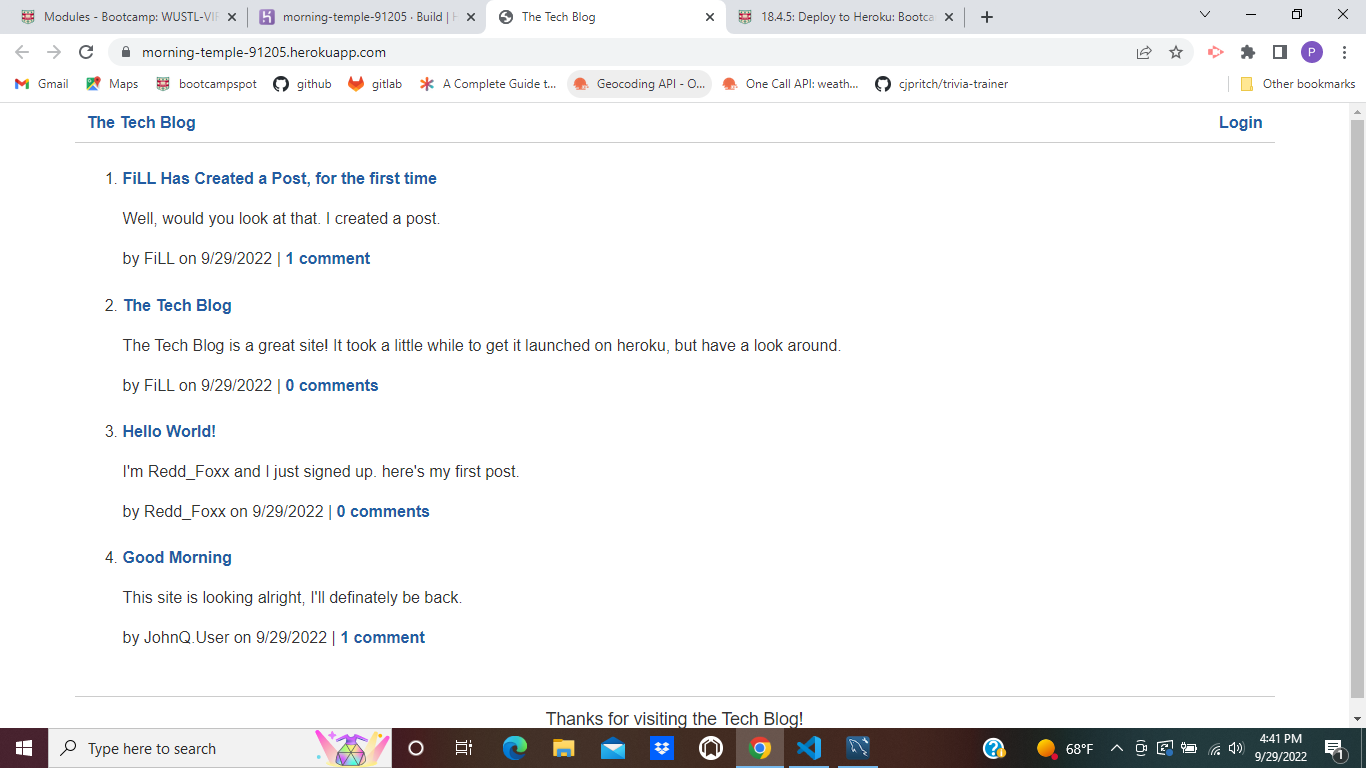 Modules - Bootcamp: WUSTL-VIR
morning-temple-91205 · Build | H
The Tech Blog
18.4.5: Deploy to Heroku: Bootca
morning-temple-91205.herokuapp.com
P
Gmail
Maps
bootcampspot
github
gitlab
A Complete Guide t...
Geocoding API - O...
One Call API: weath...
cjpritch/trivia-trainer
Other bookmarks
The Tech Blog
Login
1. FiLL Has Created a Post, for the first time
Well, would you look at that. I created a post.
by FiLL on 9/29/2022 | 1 comment
2. The Tech Blog
The Tech Blog is a great site! It took a little while to get it launched on heroku, but have a look around.
by FiLL on 9/29/2022 | 0 comments
3. Hello World!
I'm Redd_Foxx and I just signed up. here's my first post.
by Redd_Foxx on 9/29/2022 | 0 comments
4. Good Morning
This site is looking alright, I'll definately be back.
by JohnQ.User on 9/29/2022 | 1 comment
Thanks for visiting the Tech Blog!
Type here to search
68°F
4:41 PM
9/29/2022
1